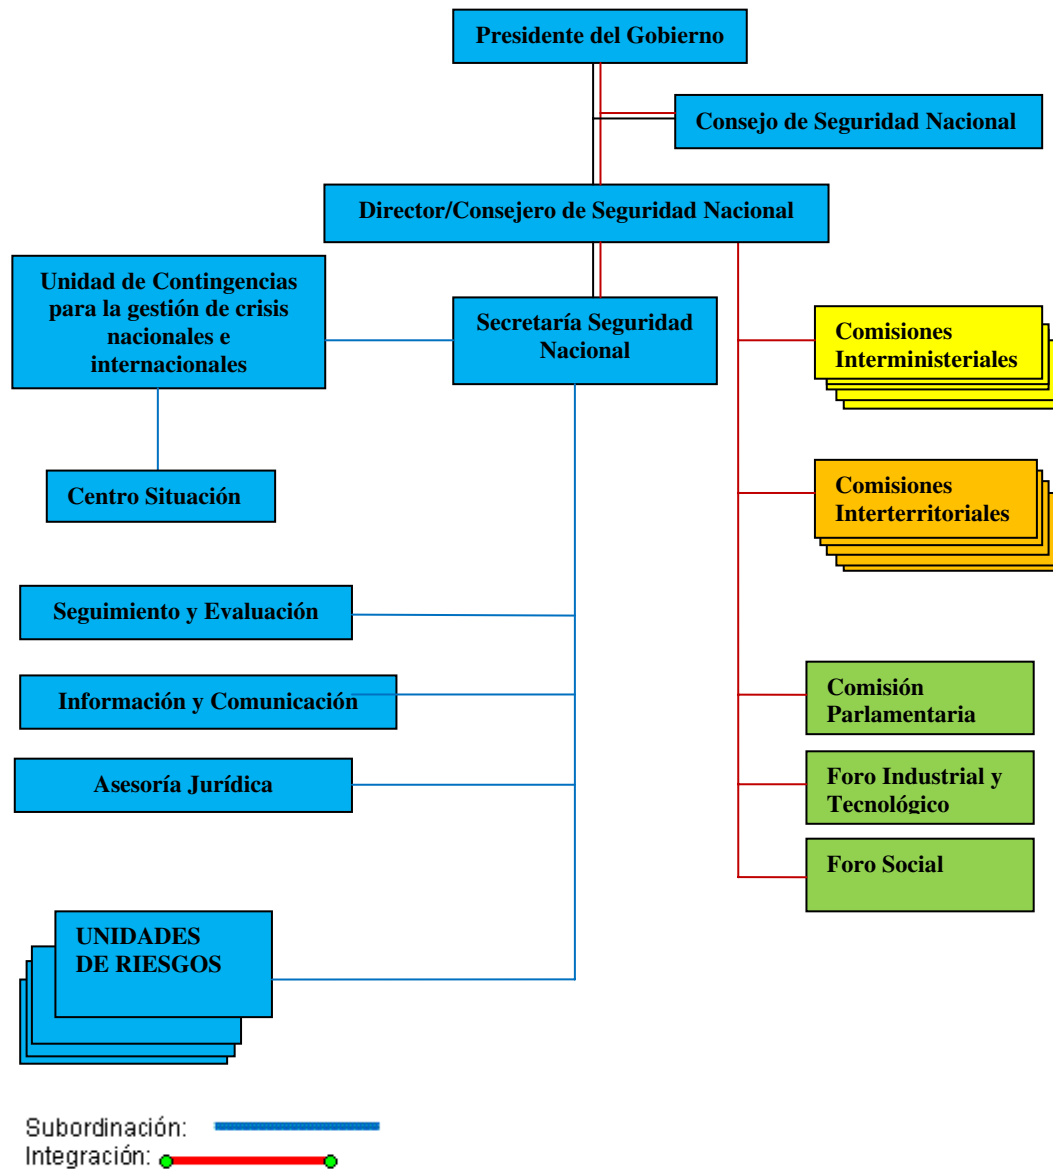 Presidente del Gobierno
Consejo de Seguridad Nacional
Director/Consejero de Seguridad Nacional
Unidad de Contingencias
para la gestión de crisis
nacionales e
internacionales
Secretaría Seguridad
Nacional
Comisiones
Interministeriales
Centro Situación
Comisiones
Interterritoriales
Seguimiento y Evaluación
Información y Comunicación
Comisión
Parlamentaria
Asesoría Jurídica
Foro Industrial y
Tecnológico
Foro Social
UNIDADES
DE RIESGOS
Subordinación:
Integración: